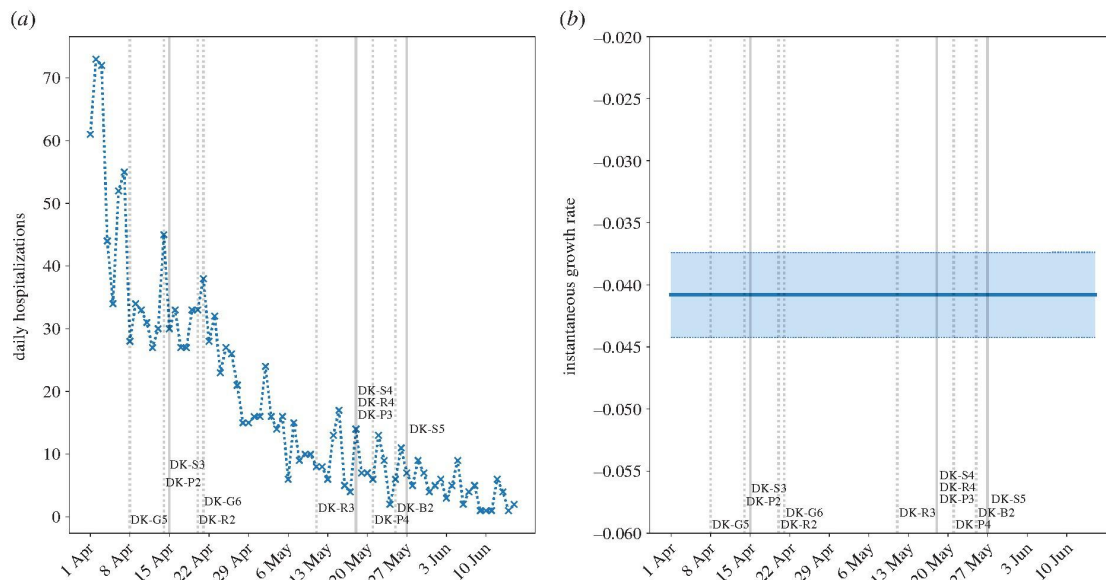 (a)
daily hospitalizations
70
60
50
40
30
20
10
0
DK-S4
DK-R4
DK-P3
DK-S5
DK-S3
DK-P2
DK-G6
DK-G5
DK-R2
DK-R3
DK-B2
DK-P4
1 Apr
8 Apr
15 Apr
22 Apr
29 Apr
6 May
13 May
20 May
27 May
3 Jun
10 Jun
(b)
instantaneous growth rate
−0.020
−0.025
−0.030
−0.035
−0.040
−0.045
−0.050
−0.055
−0.060
DK-S4
DK-S3
DK-R4
DK-P2
DK-P3
DK-S5
DK-G6
DK-R3
DK-B2
DK-G5
DK-R2
DK-P4
1 Apr
8 Apr
15 Apr
22 Apr
29 Apr
6 May
13 May
20 May
27 May
3 Jun
10 Jun